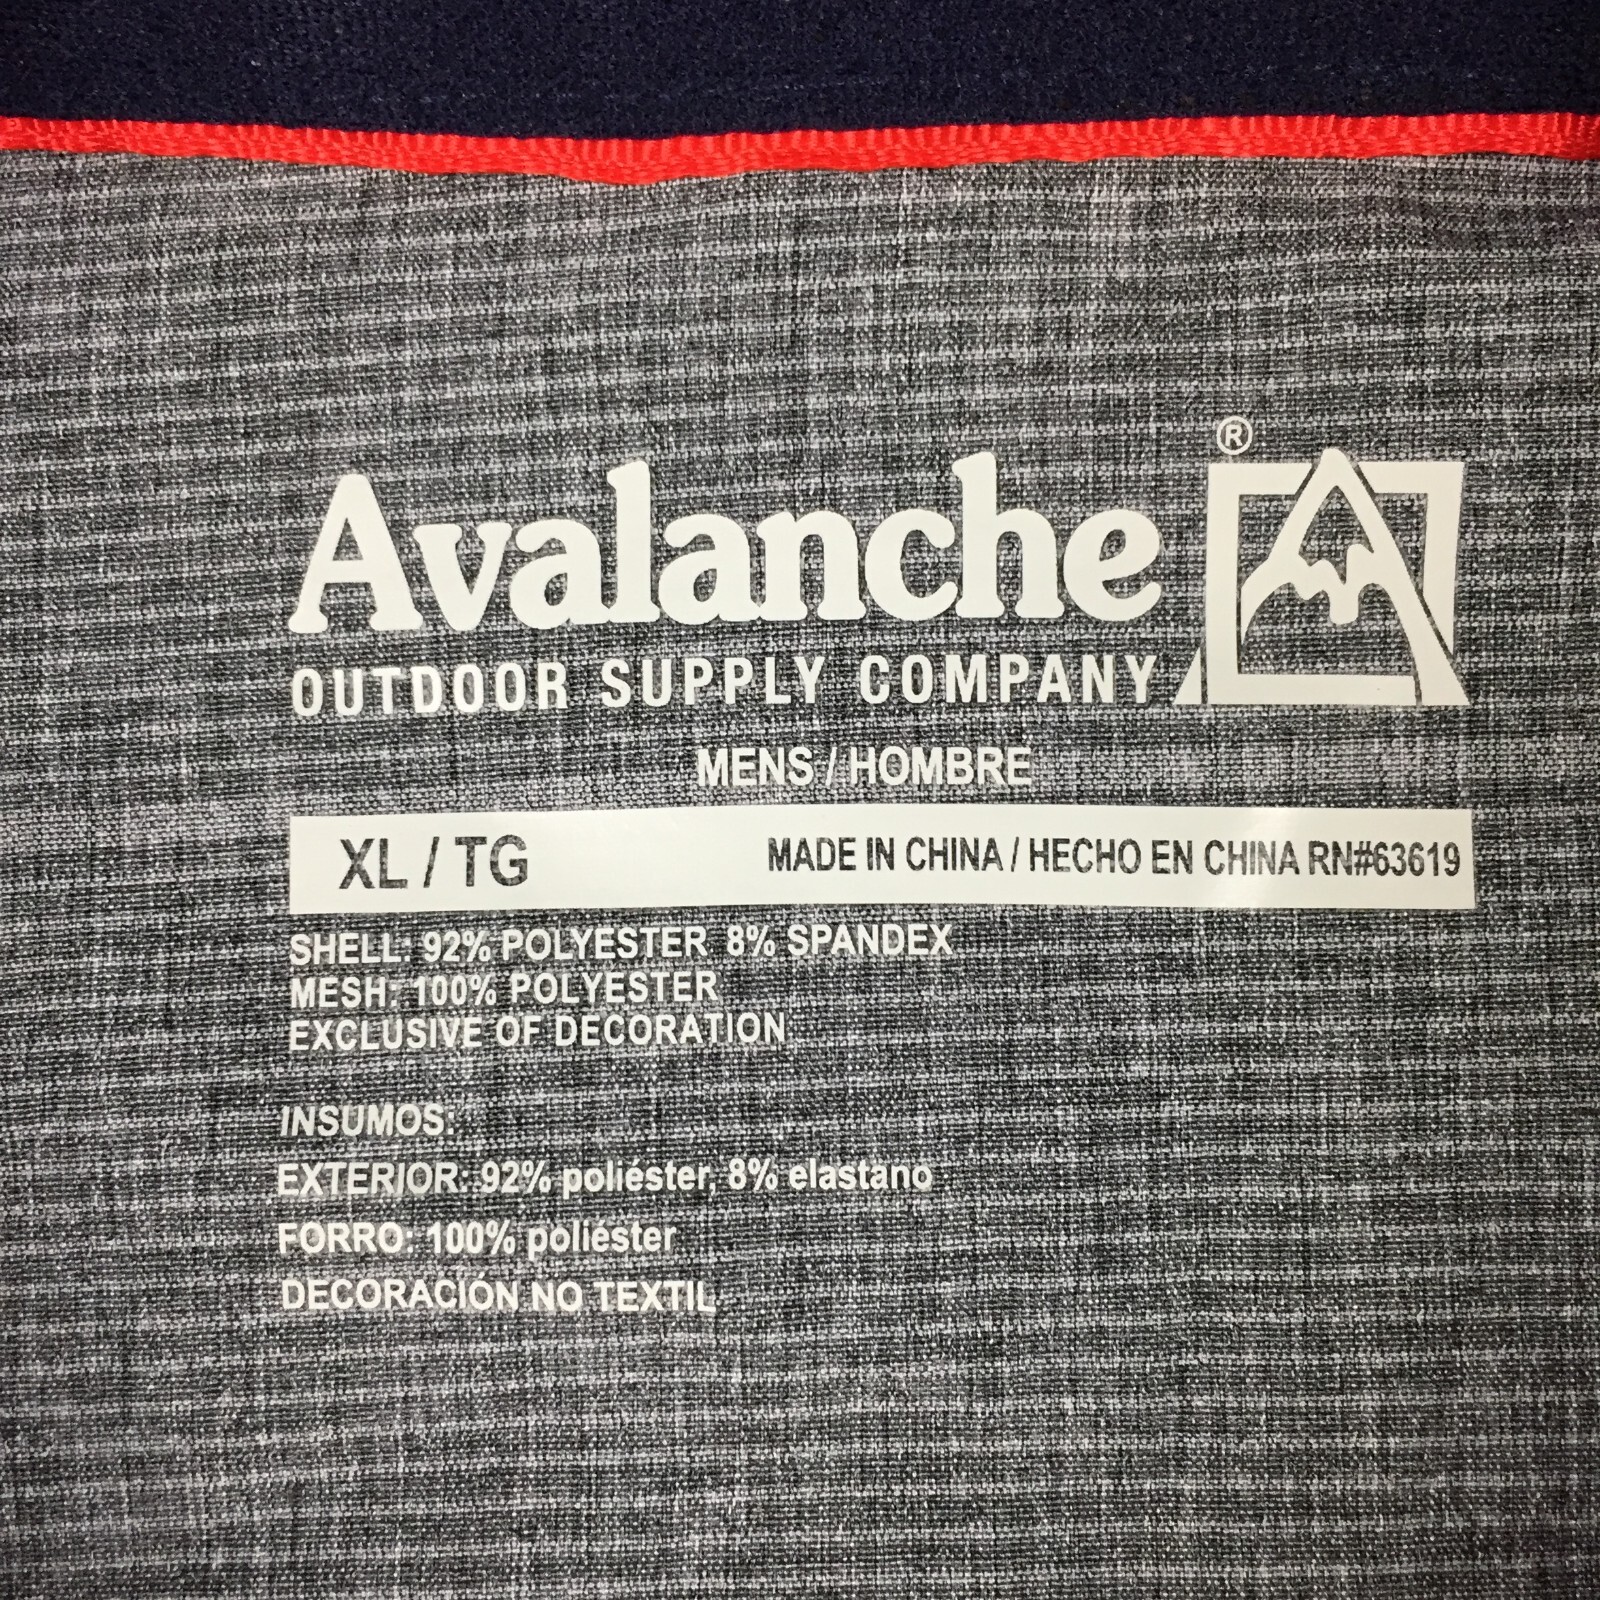 ®
Avalanche
OUTDOOR SUPPLY COMPANY
MENS / HOMBRE
XL / TG MADE IN CHINA / HECHO EN CHINA RN#63619
SHELL: 92% POLYESTER 8% SPANDEX
MESH: 100% POLYESTER
EXCLUSIVE OF DECORATION
INSUMOS:
EXTERIOR: 92% poliéster, 8% elastano
FORRO: 100% poliéster
DECORACIÓN NO TEXTIL